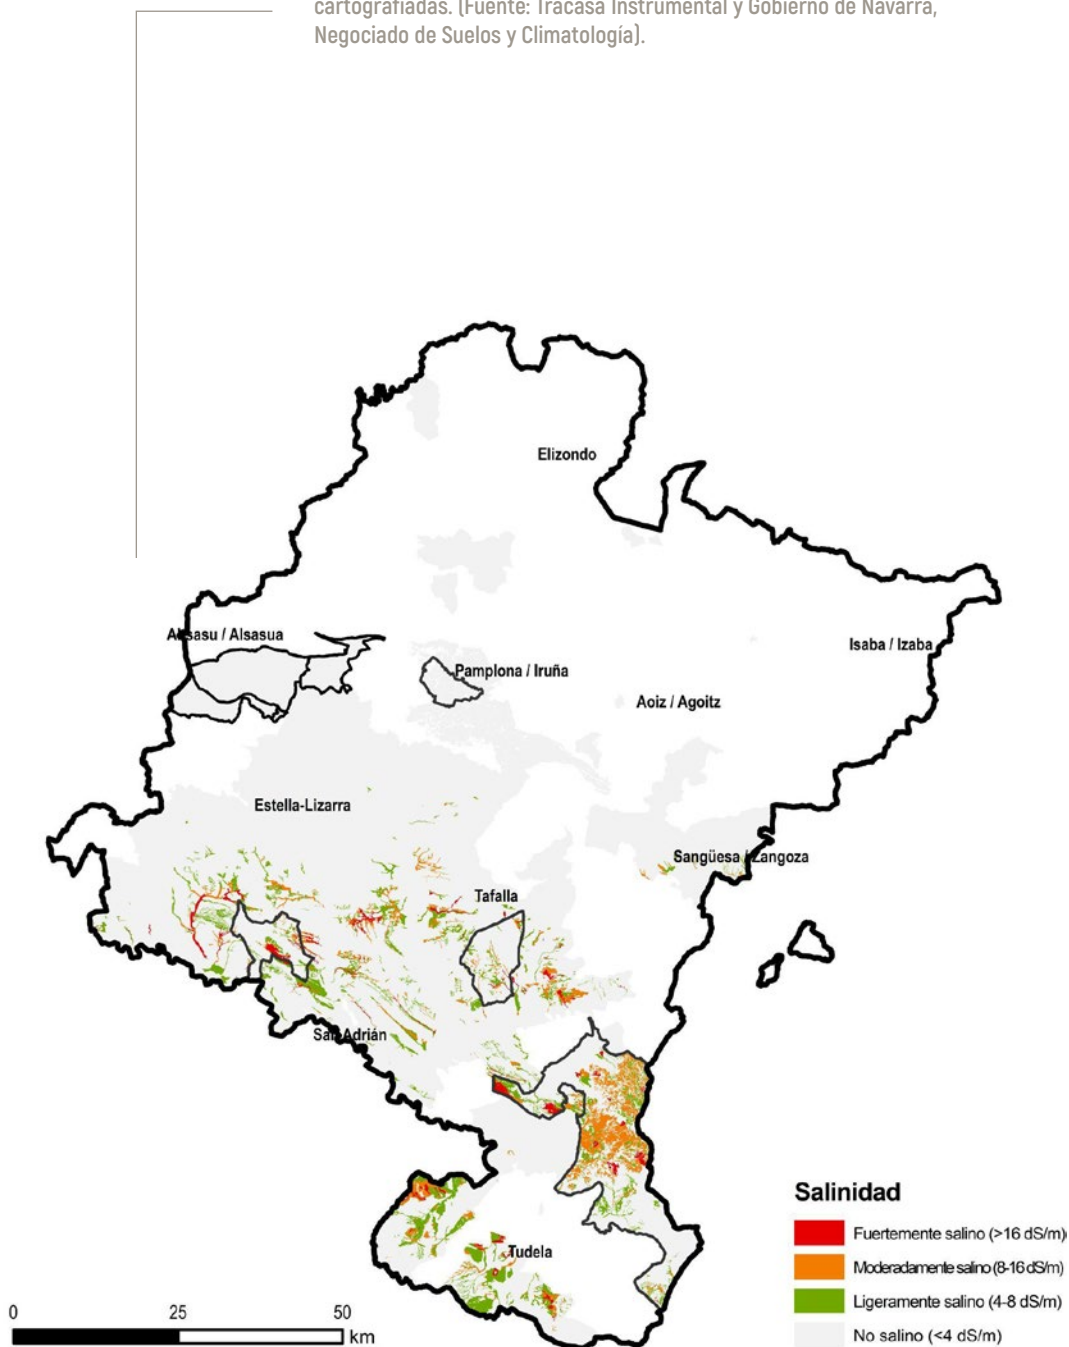 cartografiadas. (Fuente: Tracasa Instrumental y Gobierno de Navarra,
Negociado de Suelos y Climatología).
Elizondo
Altsasu / Alsasua
Isaba / Izaba
Pamplona / Iruña
Aoiz / Agoitz
Estella-Lizarra
Sangüesa / Zangoza
Tafalla
San Adrián
Tudela
Salinidad
Fuertemente salino (>16 dS/m)
Moderadamente salino (8-16 dS/m)
Ligeramente salino (4-8 dS/m)
No salino (<4 dS/m)
0 25 50
km